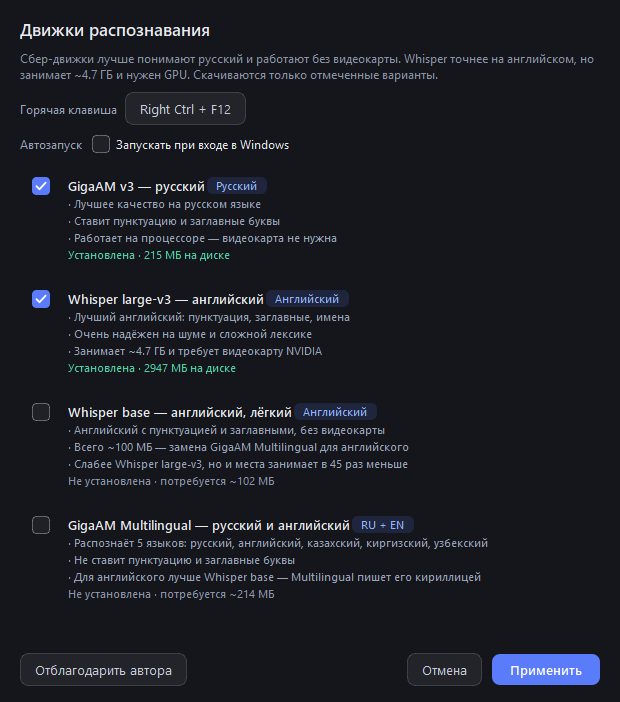 Движки распознавания
Сбер-движки лучше понимают русский и работают без видеокарты. Whisper точнее на английском, но
занимает ~4.7 ГБ и нужен GPU. Скачиваются только отмеченные варианты.
Горячая клавиша Right Ctrl + F12
Автозапуск Запускать при входе в Windows
GigaAM v3 — русский Русский
· Лучшее качество на русском языке
· Ставит пунктуацию и заглавные буквы
· Работает на процессоре — видеокарта не нужна
Установлена · 215 МБ на диске
Whisper large-v3 — английский Английский
· Лучший английский: пунктуация, заглавные, имена
· Очень надёжен на шуме и сложной лексике
· Занимает ~4.7 ГБ и требует видеокарту NVIDIA
Установлена · 2947 МБ на диске
Whisper base — английский, лёгкий Английский
· Английский с пунктуацией и заглавными, без видеокарты
· Всего ~100 МБ — замена GigaAM Multilingual для английского
· Слабее Whisper large-v3, но и места занимает в 45 раз меньше
Не установлена · потребуется ~102 МБ
GigaAM Multilingual — русский и английский RU + EN
· Распознаёт 5 языков: русский, английский, казахский, киргизский, узбекский
· Не ставит пунктуацию и заглавные буквы
· Для английского лучше Whisper base — Multilingual пишет его кириллицей
Не установлена · потребуется ~214 МБ
Отблагодарить автора Отмена Применить